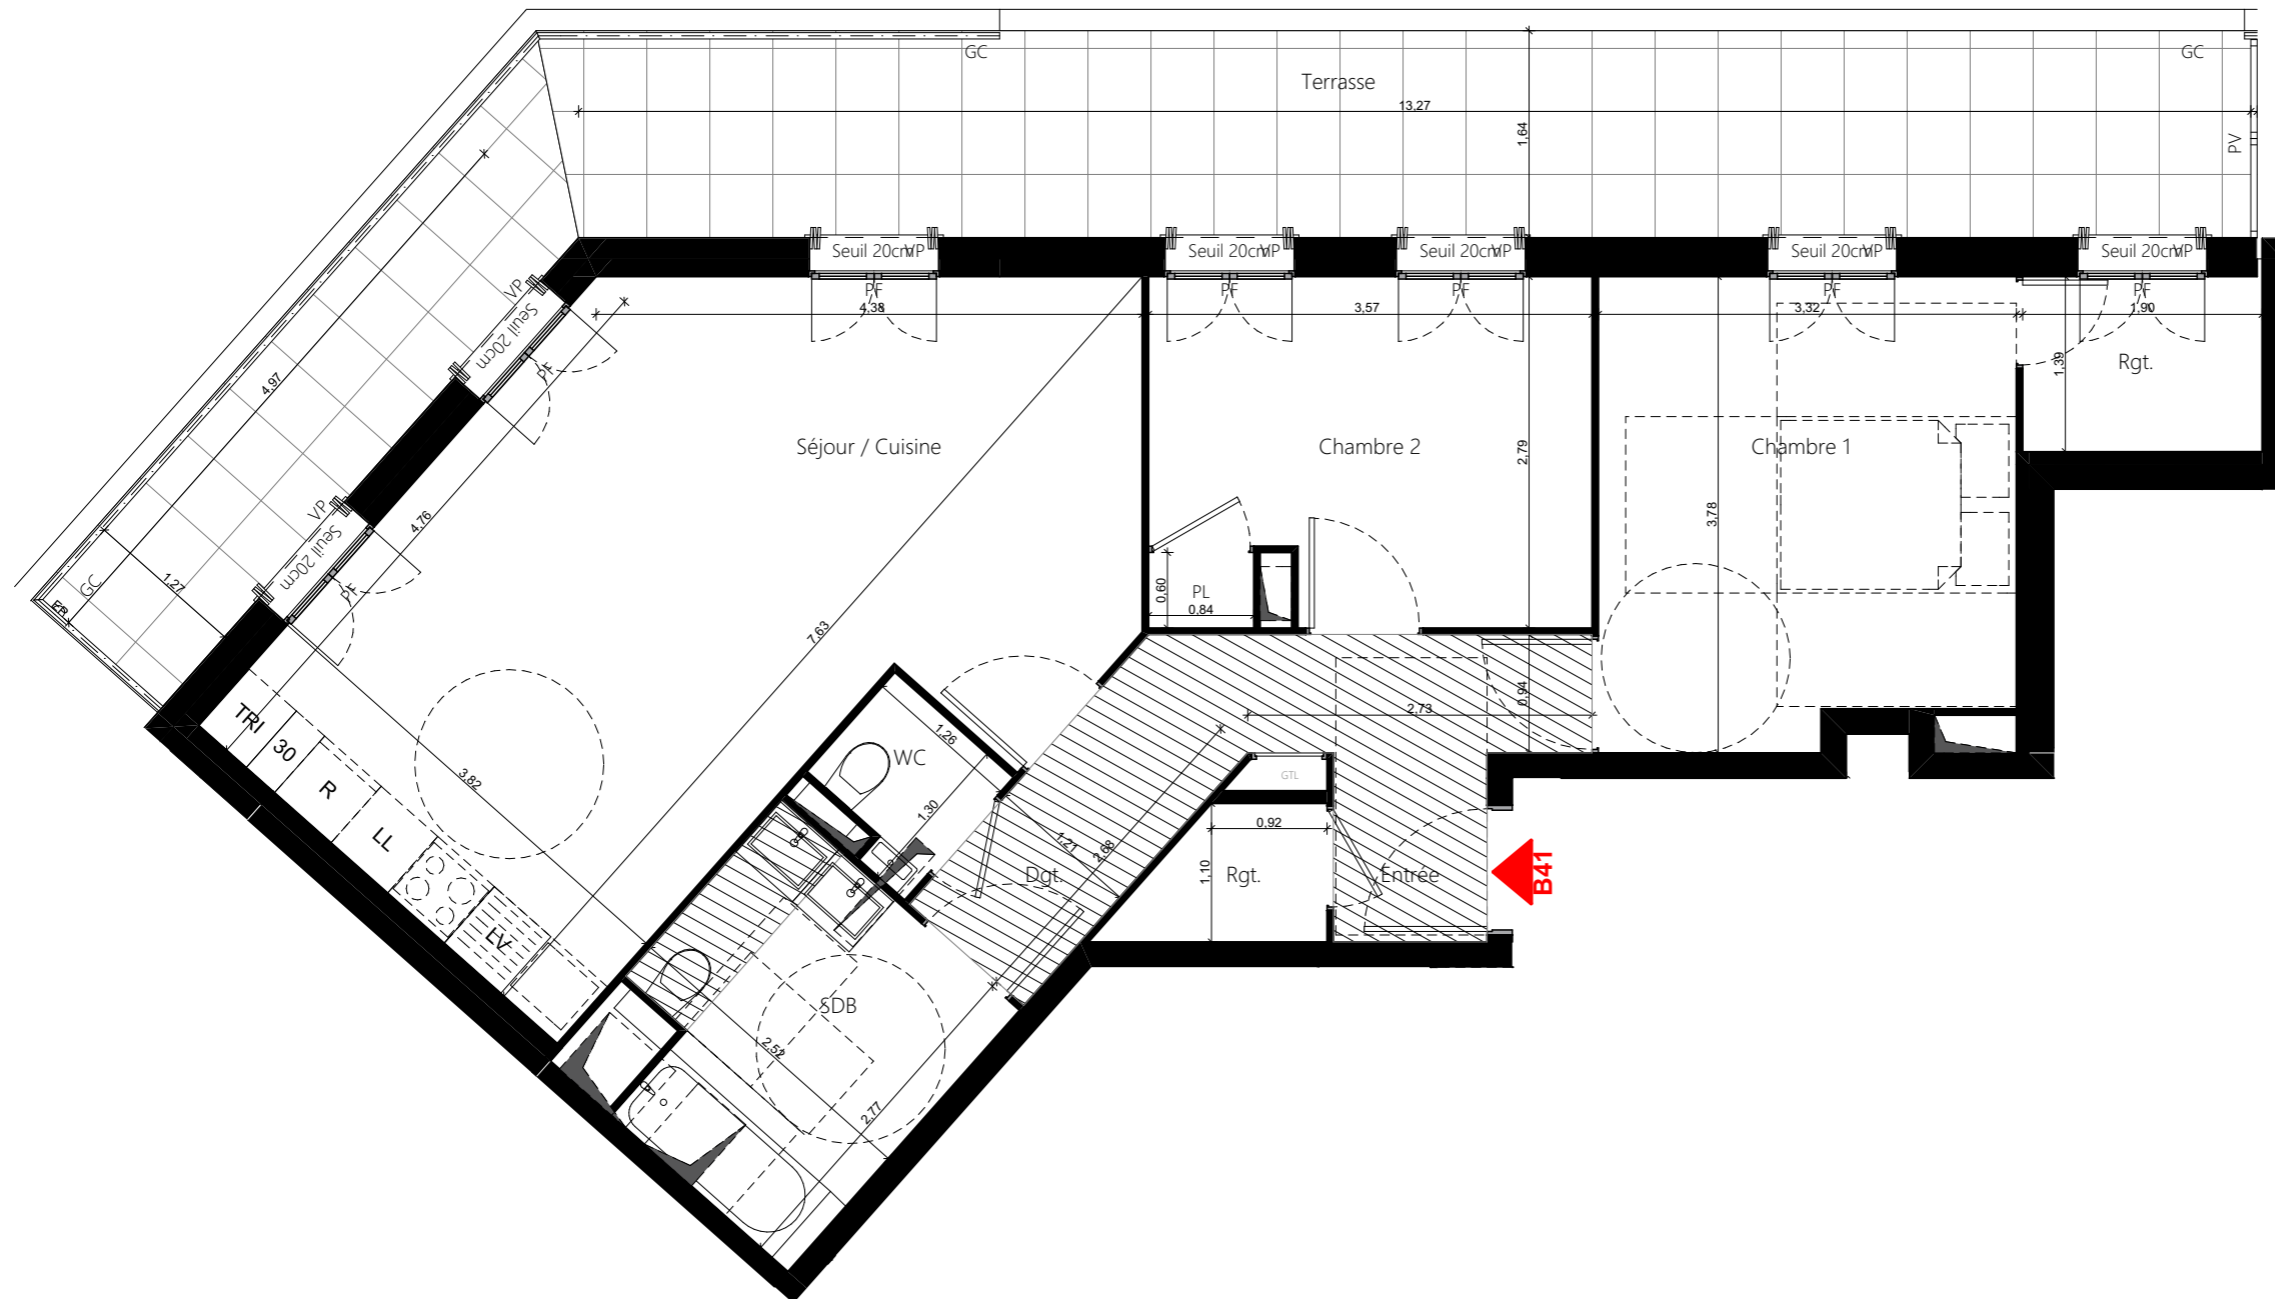 GC
GC
Terrasse
13,27
1,64
PV
Seuil 20cm
VP
PF
Seuil 20cm
VP
PF
Seuil 20cm
VP
PF
Seuil 20cm
VP
PF
Seuil 20cm
VP
PF
VP
Seuil 20cm
PF
4,38
3,57
3,32
1,90
1,39
Rgt.
4,97
Séjour / Cuisine
Chambre 2
Chambre 1
2,79
3,78
4,76
VP
Seuil 20cm
PF
GC
EP
1,27
0,60
PL
0,84
7,63
0,94
2,73
TRI
30
R
LL
LV
3,82
1,26
WC
1,30
GTL
0,92
1,10
Rgt.
1,21
2,68
Dgt.
Entrée
B41
SDB
2,52
2,77